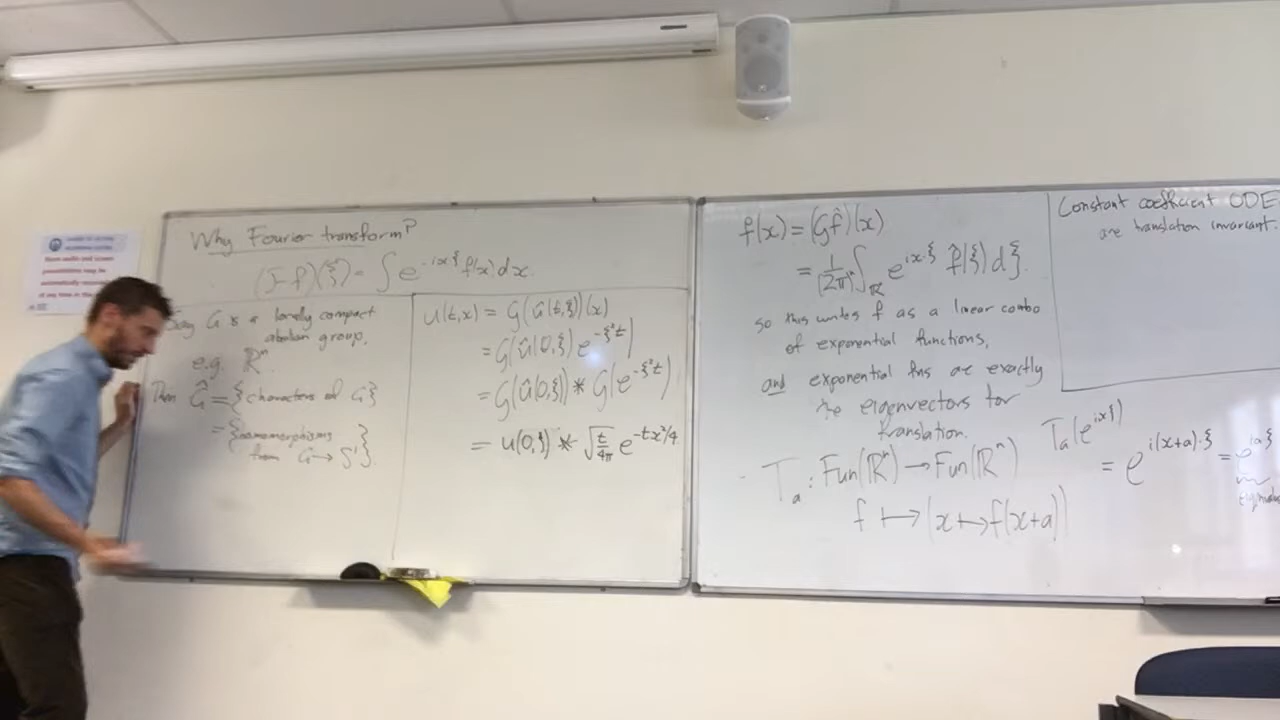 Why Fourier transform?
(Ff)(ξ) = ∫ e^{-ix·ξ} f(x) dx.
Say G is a locally compact
abelian group,
e.g. ℝⁿ.
Then Ĝ = { characters of G }
= { homomorphisms
from G → S¹ }.
u(t,x) = G(û(t,ξ))(x)
= G(û(0,ξ) e^{-ξ²t})
= G(û(0,ξ)) * G(e^{-ξ²t})
= u(0,ξ) * √(t/4π) e^{-tx²/4}
f(x) = (Gf̂)(x)
= 1/(2π)ⁿ ∫_ℝ e^{ix·ξ} f̂(ξ) dξ.
so this writes f as a linear combo
of exponential functions,
and exponential fns are exactly
the eigenvectors for
translation.
T_a : Fun(ℝⁿ) → Fun(ℝⁿ)
f ↦ (x ↦ f(x+a))
T_a(e^{ixξ})
= e^{i(x+a)·ξ} = e^{ia·ξ}
Constant coefficient ODE
are translation invariant.